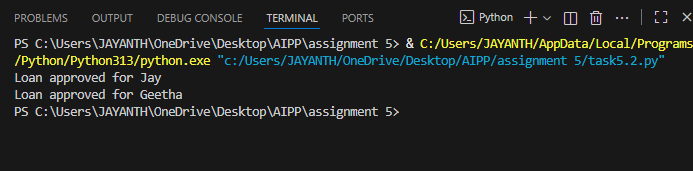 PROBLEMS OUTPUT DEBUG CONSOLE TERMINAL PORTS Python
PS C:\Users\JAYANTH\OneDrive\Desktop\AIPP\assignment 5> & C:/Users/JAYANTH/AppData/Local/Programs
/Python/Python313/python.exe "c:/Users/JAYANTH/OneDrive/Desktop/AIPP/assignment 5/task5.2.py"
Loan approved for Jay
Loan approved for Geetha
PS C:\Users\JAYANTH\OneDrive\Desktop\AIPP\assignment 5>